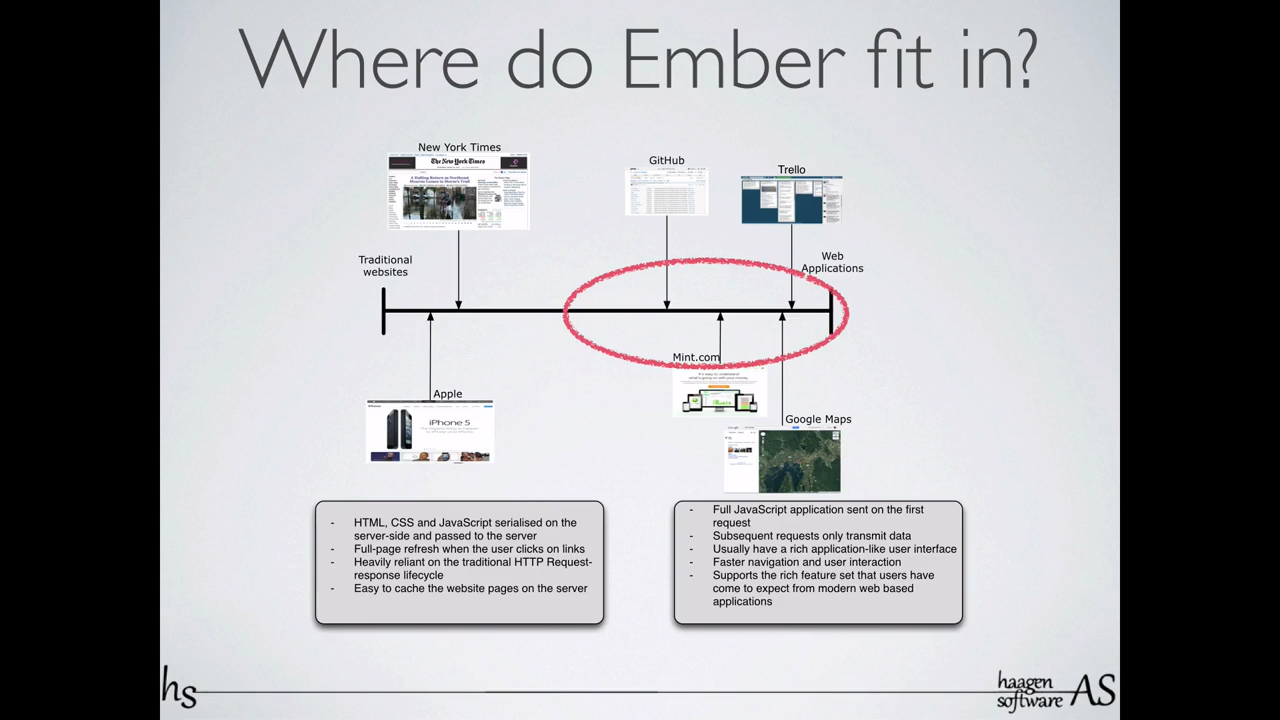 Where do Ember fit in?
New York Times
The New York Times
GitHub
Trello
Traditional
websites
Web
Applications
Mint.com
Apple
iPhone 5
Google Maps
- HTML, CSS and JavaScript serialised on the
server-side and passed to the server
- Full-page refresh when the user clicks on links
- Heavily reliant on the traditional HTTP Request-
response lifecycle
- Easy to cache the website pages on the server
- Full JavaScript application sent on the first
request
- Subsequent requests only transmit data
- Usually have a rich application-like user interface
- Faster navigation and user interaction
- Supports the rich feature set that users have
come to expect from modern web based
applications
hs
haagen
software AS